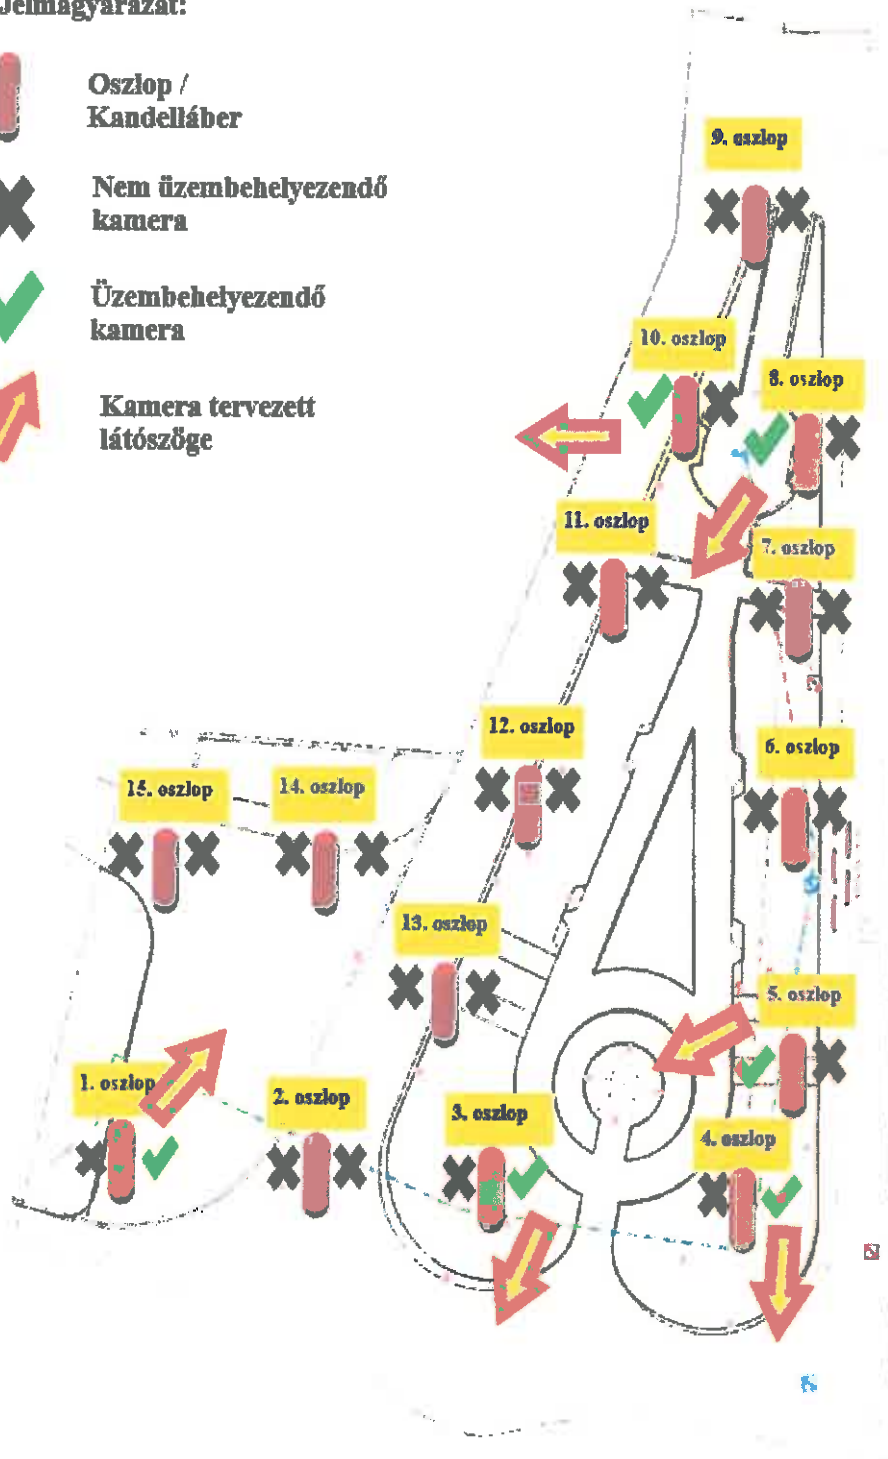 Jelmagyarázat:
Oszlop /
Kandelláber
Nem üzembehelyezendő
kamera
Üzembehelyezendő
kamera
Kamera tervezett
látószöge
9. oszlop
10. oszlop
8. oszlop
11. oszlop
7. oszlop
12. oszlop
6. oszlop
15. oszlop
14. oszlop
13. oszlop
5. oszlop
1. oszlop
2. oszlop
3. oszlop
4. oszlop